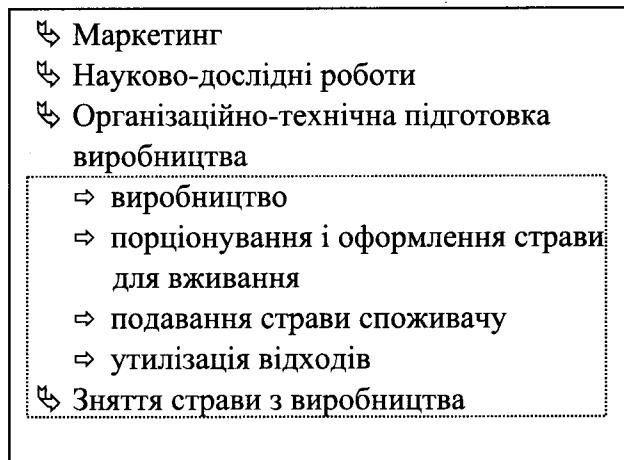 Маркетинг
Науково-дослідні роботи
Організаційно-технічна підготовка
виробництва
⇨ виробництво
⇨ порціонування і оформлення страви
для вживання
⇨ подавання страви споживачу
⇨ утилізація відходів
Зняття страви з виробництва